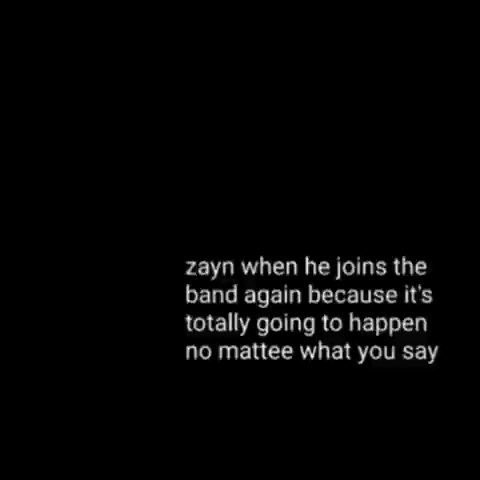 zayn when he joins the
band again because it's
totally going to happen
no mattee what you say